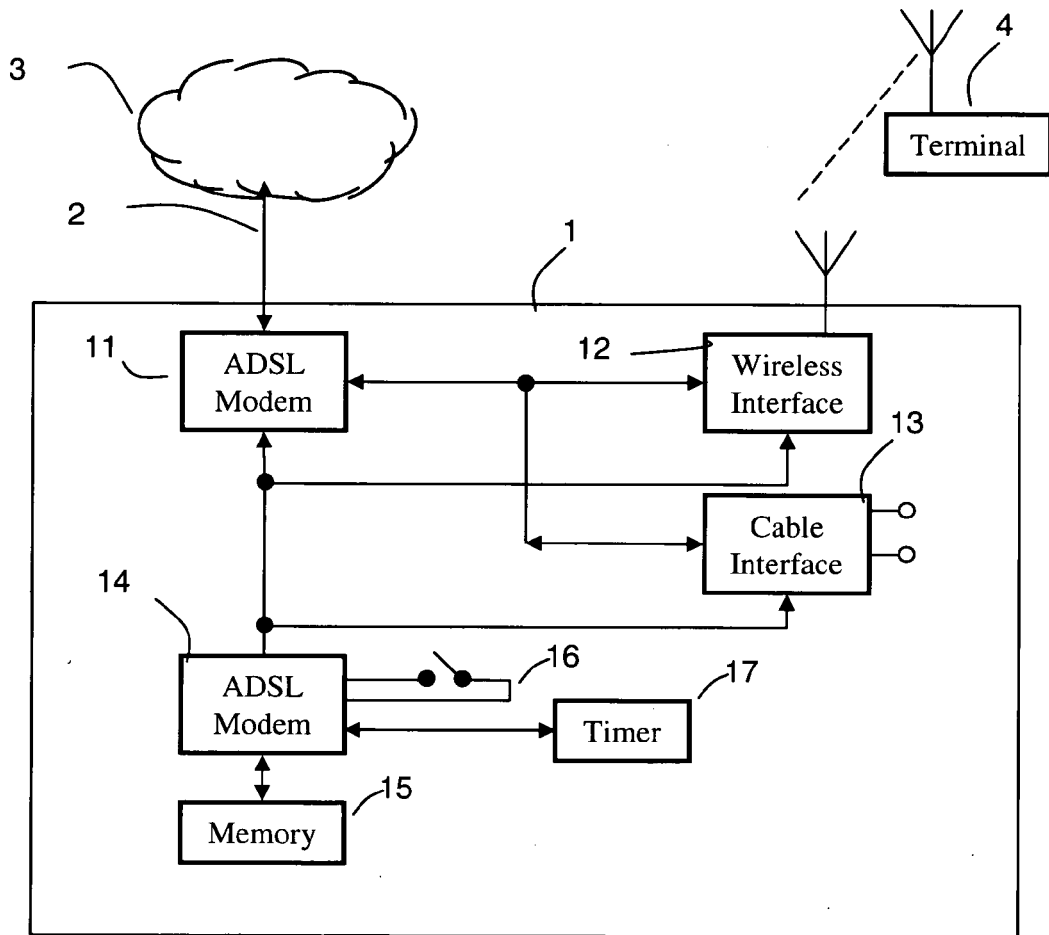 3
4
Terminal
2
1
11
ADSL
Modem
12
Wireless
Interface
13
Cable
Interface
14
ADSL
Modem
16
17
Timer
15
Memory